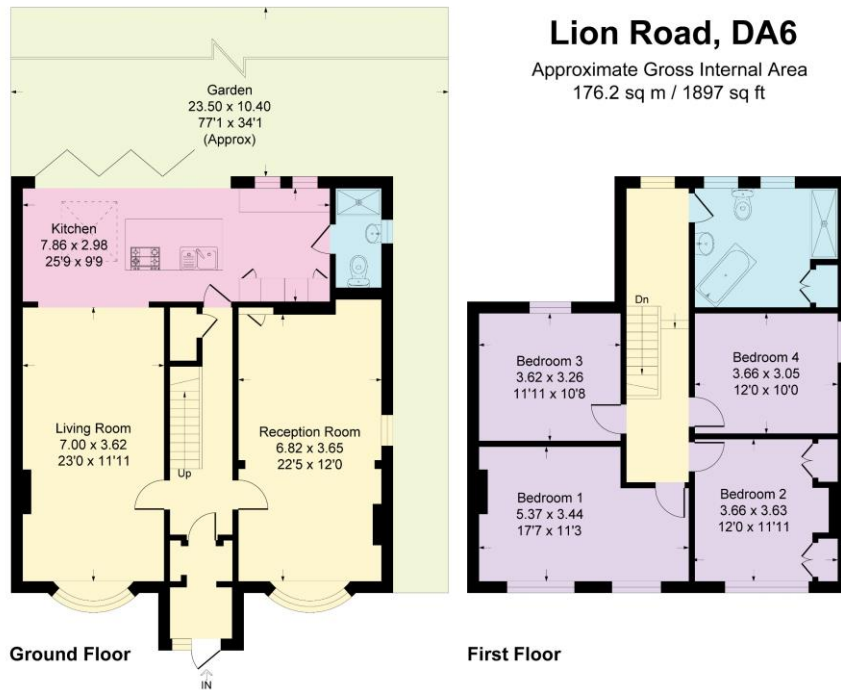 Lion Road, DA6
Approximate Gross Internal Area
176.2 sq m / 1897 sq ft
Garden
23.50 x 10.40
77'1 x 34'1
(Approx)
Kitchen
7.86 x 2.98
25'9 x 9'9
Living Room
7.00 x 3.62
23'0 x 11'11
Up
Reception Room
6.82 x 3.65
22'5 x 12'0
IN
Ground Floor
Dn
Bedroom 3
3.62 x 3.26
11'11 x 10'8
Bedroom 4
3.66 x 3.05
12'0 x 10'0
Bedroom 1
5.37 x 3.44
17'7 x 11'3
Bedroom 2
3.66 x 3.63
12'0 x 11'11
First Floor